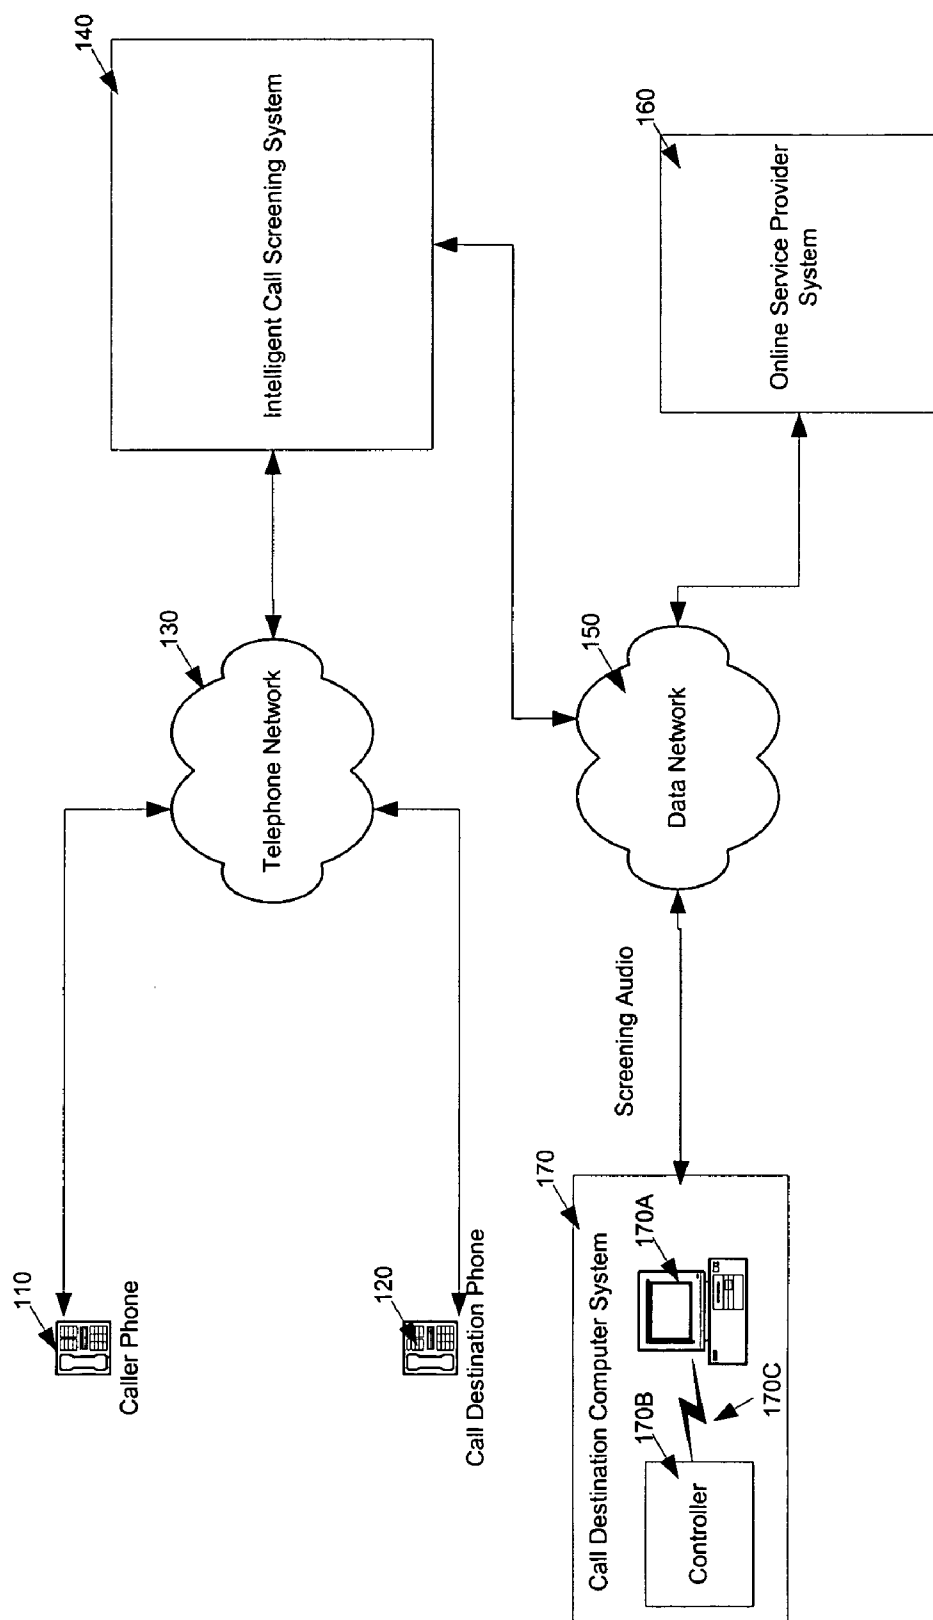 110
Caller Phone
130
Telephone Network
140
Intelligent Call Screening System
120
Call Destination Phone
150
Data Network
160
Online Service Provider
System
Screening Audio
170
Call Destination Computer System
170A
170B
170C
Controller